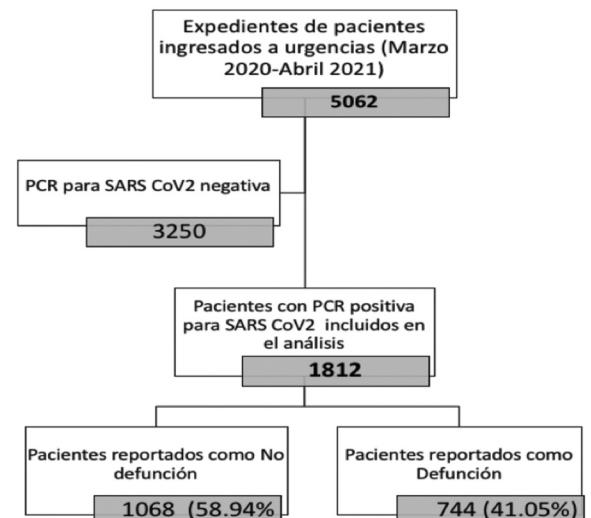 Expedientes de pacientes
ingresados a urgencias (Marzo
2020-Abril 2021)
5062
PCR para SARS CoV2 negativa
3250
Pacientes con PCR positiva
para SARS CoV2 incluidos en
el análisis
1812
Pacientes reportados como No
defunción
1068 (58.94%
Pacientes reportados como
Defunción
744 (41.05%)